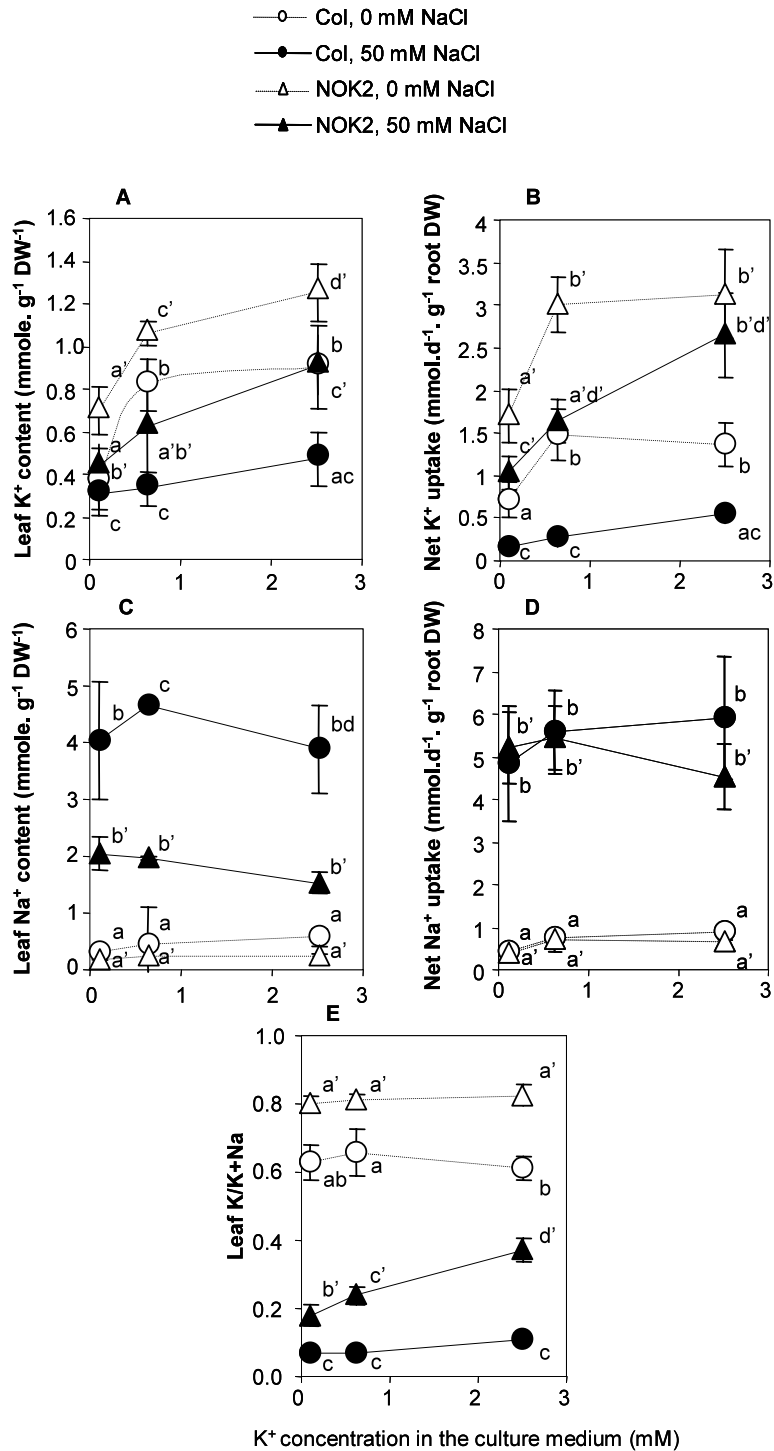 Col, 0 mM NaCl
Col, 50 mM NaCl
NOK2, 0 mM NaCl
NOK2, 50 mM NaCl
A
Leaf K⁺ content (mmole. g⁻¹ DW⁻¹)
1.6
1.4
1.2
1.0
0.8
0.6
0.4
0.2
0
a’
c’
d’
a
b
b
b’
a’b’
c’
c
c
ac
0 1 2 3
B
Net K⁺ uptake (mmol.d⁻¹. g⁻¹ root DW)
4
3.5
3
2.5
2
1.5
1
0.5
0
a’
b’
b’
c’
a’d’
b’d’
a
b
b
c
c
ac
0 1 2 3
C
Leaf Na⁺ content (mmole. g⁻¹ DW⁻¹)
6
5
4
3
2
1
0
b
c
bd
b’
b’
b’
a
a
a
a’
a’
a’
0 1 2 3
D
Net Na⁺ uptake (mmol.d⁻¹. g⁻¹ root DW)
8
7
6
5
4
3
2
1
0
b’
b
b
b
b’
b’
a
a
a
a’
a’
a’
0 1 2 3
E
Leaf K/K+Na
1.0
0.8
0.6
0.4
0.2
0.0
a’
a’
a’
ab
a
b
b’
c’
d’
c
c
c
0 1 2 3
K⁺ concentration in the culture medium (mM)